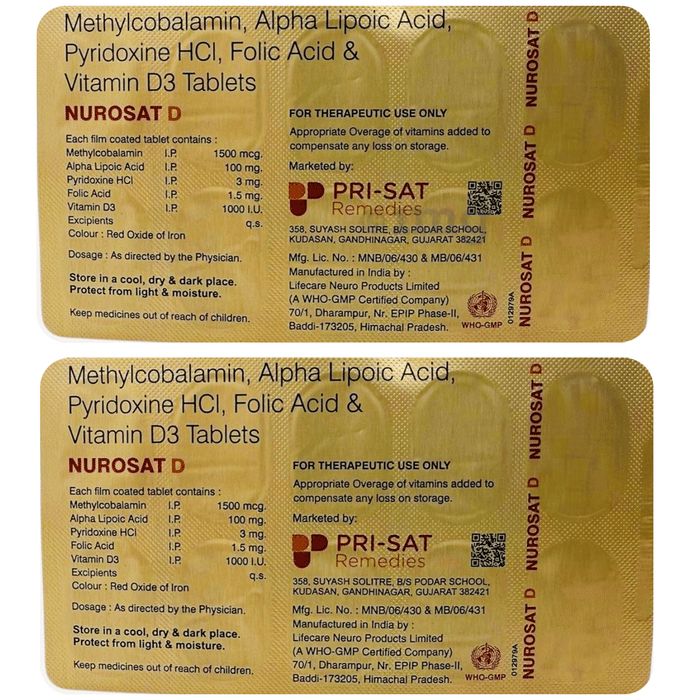 Methylcobalamin, Alpha Lipoic Acid,
Pyridoxine HCl, Folic Acid &
Vitamin D3 Tablets
NUROSAT D
Each film coated tablet contains :
Methylcobalamin I.P. 1500 mcg.
Alpha Lipoic Acid I.P. 100 mg.
Pyridoxine HCl I.P. 3 mg.
Folic Acid I.P. 1.5 mg.
Vitamin D3 I.P. 1000 I.U.
Excipients q.s.
Colour : Red Oxide of Iron
Dosage : As directed by the Physician.
Store in a cool, dry & dark place.
Protect from light & moisture.
Keep medicines out of reach of children.
FOR THERAPEUTIC USE ONLY
Appropriate Overage of vitamins added to
compensate any loss on storage.
Marketed by:
PRI-SAT
Remedies
358, SUYASH SOLITRE, B/S PODAR SCHOOL,
KUDASAN, GANDHINAGAR, GUJARAT 382421
Mfg. Lic. No. : MNB/06/430 & MB/06/431
Manufactured in India by :
Lifecare Neuro Products Limited
(A WHO-GMP Certified Company)
70/1, Dharampur, Nr. EPIP Phase-II,
Baddi-173205, Himachal Pradesh.
WHO-GMP
012979A
NUROSAT D
NUROSAT D
NUROSAT D
Methylcobalamin, Alpha Lipoic Acid,
Pyridoxine HCl, Folic Acid &
Vitamin D3 Tablets
NUROSAT D
Each film coated tablet contains :
Methylcobalamin I.P. 1500 mcg.
Alpha Lipoic Acid I.P. 100 mg.
Pyridoxine HCl I.P. 3 mg.
Folic Acid I.P. 1.5 mg.
Vitamin D3 I.P. 1000 I.U.
Excipients q.s.
Colour : Red Oxide of Iron
Dosage : As directed by the Physician.
Store in a cool, dry & dark place.
Protect from light & moisture.
Keep medicines out of reach of children.
FOR THERAPEUTIC USE ONLY
Appropriate Overage of vitamins added to
compensate any loss on storage.
Marketed by:
PRI-SAT
Remedies
358, SUYASH SOLITRE, B/S PODAR SCHOOL,
KUDASAN, GANDHINAGAR, GUJARAT 382421
Mfg. Lic. No. : MNB/06/430 & MB/06/431
Manufactured in India by :
Lifecare Neuro Products Limited
(A WHO-GMP Certified Company)
70/1, Dharampur, Nr. EPIP Phase-II,
Baddi-173205, Himachal Pradesh.
WHO-GMP
012979A
NUROSAT D
NUROSAT D
NUROSAT D